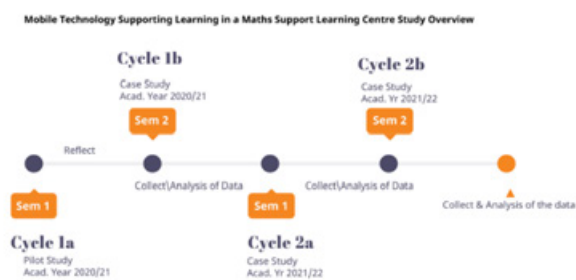 Mobile Technology Supporting Learning in a Maths Support Learning Centre Study Overview
Cycle 1b
Case Study
Acad. Year 2020/21
Sem 2
Cycle 2b
Case Study
Acad. Yr 2021/22
Sem 2
Reflect
Collect\Analysis of Data
Collect\Analysis of Data
Collect & Analysis of the data
Sem 1
Cycle 1a
Pilot Study
Acad. Year 2020/21
Sem 1
Cycle 2a
Case Study
Acad. Yr 2021/22